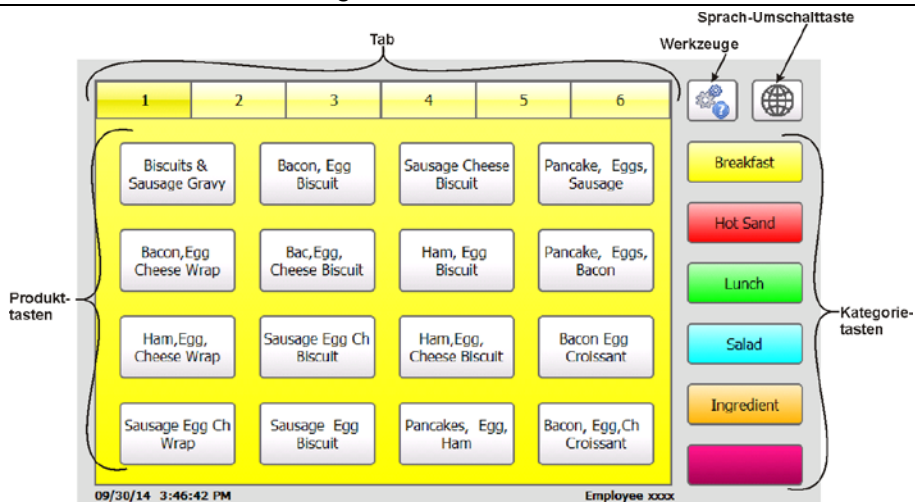 Sprach-Umschalttaste
Tab
Werkzeuge
1 2 3 4 5 6
Biscuits &
Sausage Gravy
Bacon, Egg
Biscuit
Sausage Cheese
Biscuit
Pancake, Eggs,
Sausage
Breakfast
Hot Sand
Bacon,Egg
Cheese Wrap
Bac,Egg,
Cheese Biscuit
Ham, Egg
Biscuit
Pancake, Eggs,
Bacon
Lunch
Produkt-
tasten
Kategorie-
tasten
Ham,Egg,
Cheese Wrap
Sausage Egg Ch
Biscuit
Ham,Egg,
Cheese Biscuit
Bacon Egg
Croissant
Salad
Ingredient
Sausage Egg Ch
Wrap
Sausage Egg
Biscuit
Pancakes, Egg,
Ham
Bacon, Egg,Ch
Croissant
09/30/14 3:46:42 PM
Employee xxxx